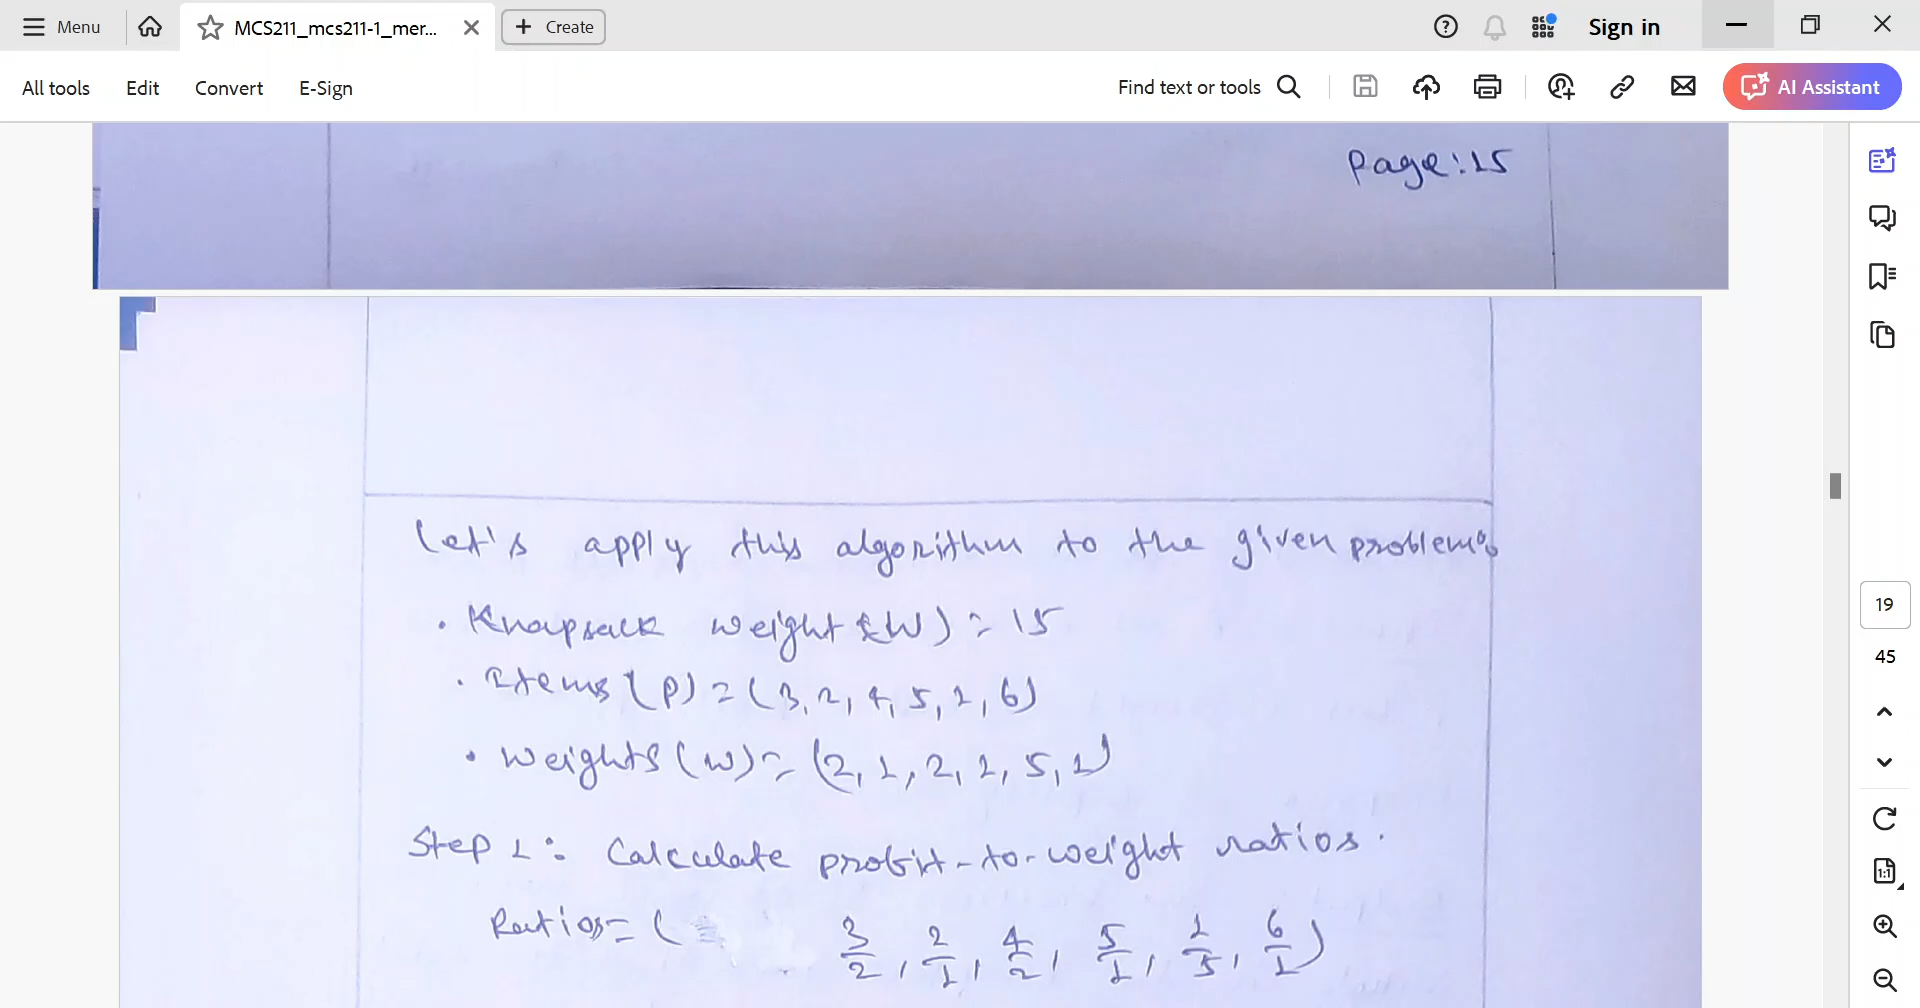 Menu
MCS211_mcs211-1_mer...
Create
Sign in
All tools
Edit
Convert
E-Sign
Find text or tools
AI Assistant
Page:15
Let's apply this algorithm to the given problem:
• Knapsack weight (W) = 15
• Items (P) = (3, 2, 4, 5, 1, 6)
• Weights (w) = (2, 1, 2, 1, 5, 1)
Step 1: Calculate profit-to-weight ratios.
Ratios = ( 3/2, 2/1, 4/2, 5/1, 1/5, 6/1 )
19
45
1:1